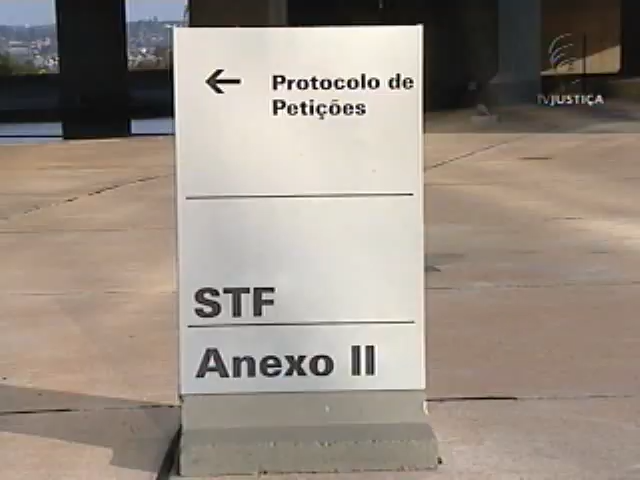 ← Protocolo de
Petições
STF
Anexo II
TVJUSTIÇA